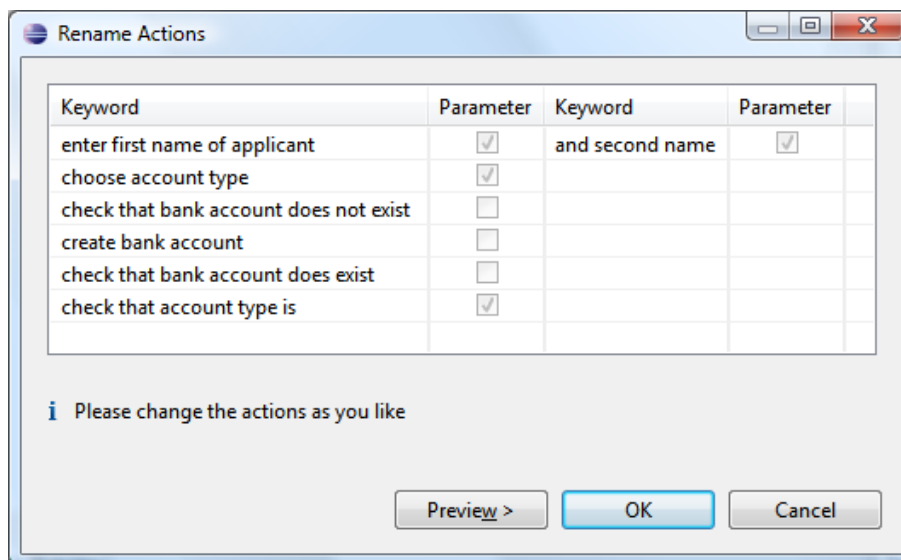 Rename Actions
Keyword Parameter Keyword Parameter
enter first name of applicant and second name
choose account type
check that bank account does not exist
create bank account
check that bank account does exist
check that account type is
Please change the actions as you like
Preview > OK Cancel